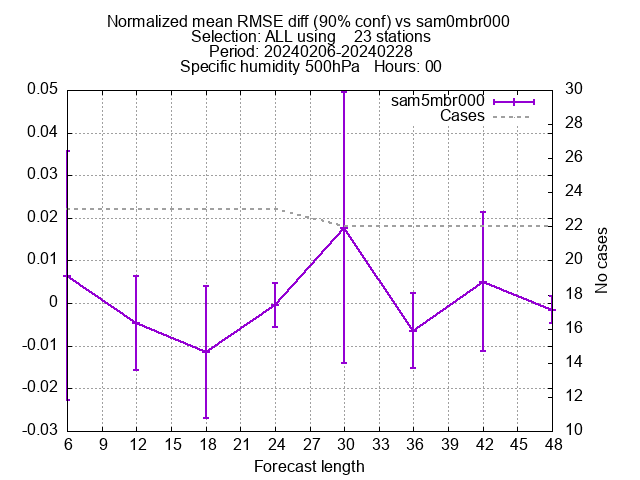 Normalized mean RMSE diff (90% conf) vs sam0mbr000
Selection: ALL using    23 stations
Period: 20240206-20240228
Specific humidity 500hPa   Hours: 00
sam5mbr000
Cases
0.05
0.04
0.03
0.02
0.01
0
-0.01
-0.02
-0.03
30
28
26
24
22
20
18
16
14
12
10
No cases
6 9 12 15 18 21 24 27 30 33 36 39 42 45 48
Forecast length